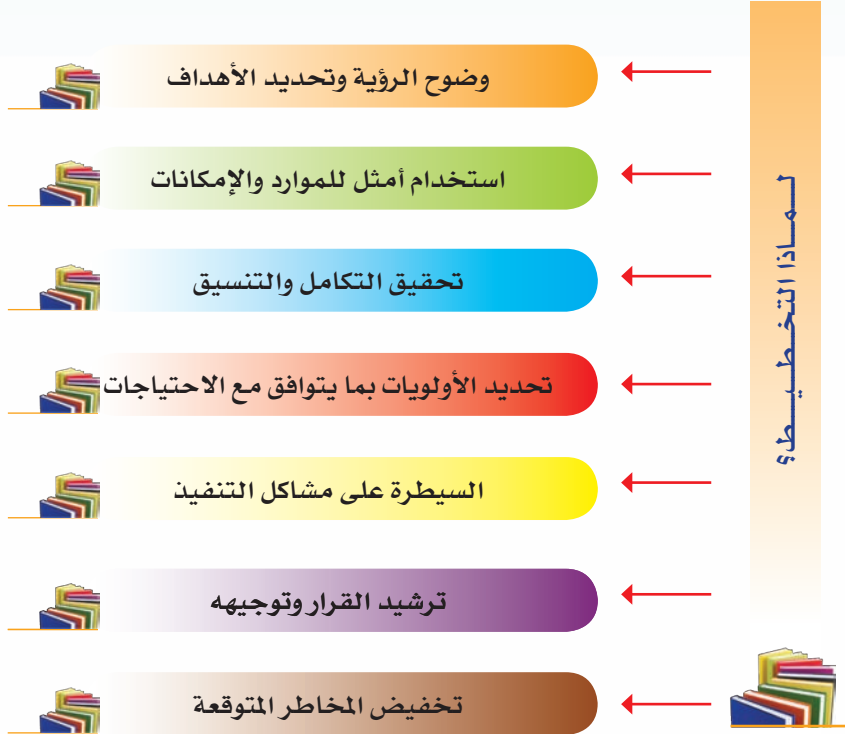 لماذا التخطيط؟
وضوح الرؤية وتحديد الأهداف
استخدام أمثل للموارد والإمكانات
تحقيق التكامل والتنسيق
تحديد الأولويات بما يتوافق مع الاحتياجات
السيطرة على مشاكل التنفيذ
ترشيد القرار وتوجيهه
تخفيض المخاطر المتوقعة